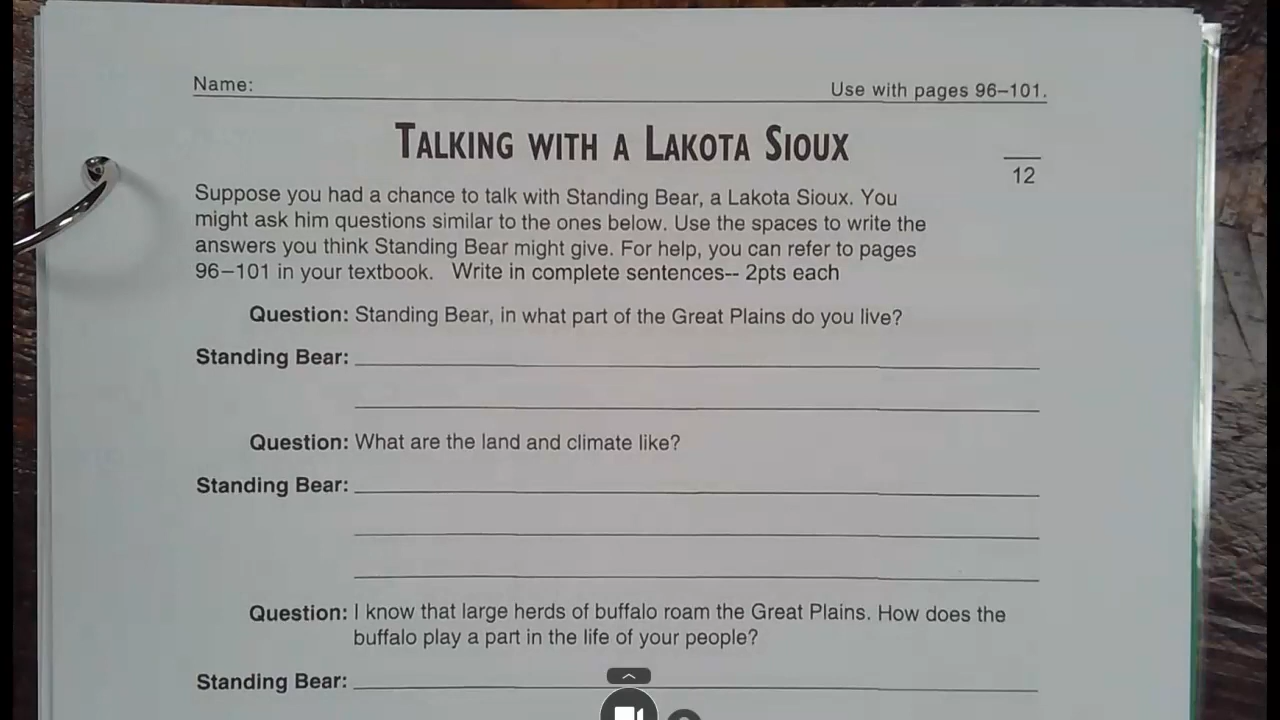 Name:
Use with pages 96–101.
TALKING WITH A LAKOTA SIOUX
12
Suppose you had a chance to talk with Standing Bear, a Lakota Sioux. You
might ask him questions similar to the ones below. Use the spaces to write the
answers you think Standing Bear might give. For help, you can refer to pages
96–101 in your textbook. Write in complete sentences-- 2pts each
Question: Standing Bear, in what part of the Great Plains do you live?
Standing Bear:
Question: What are the land and climate like?
Standing Bear:
Question: I know that large herds of buffalo roam the Great Plains. How does the
buffalo play a part in the life of your people?
Standing Bear: